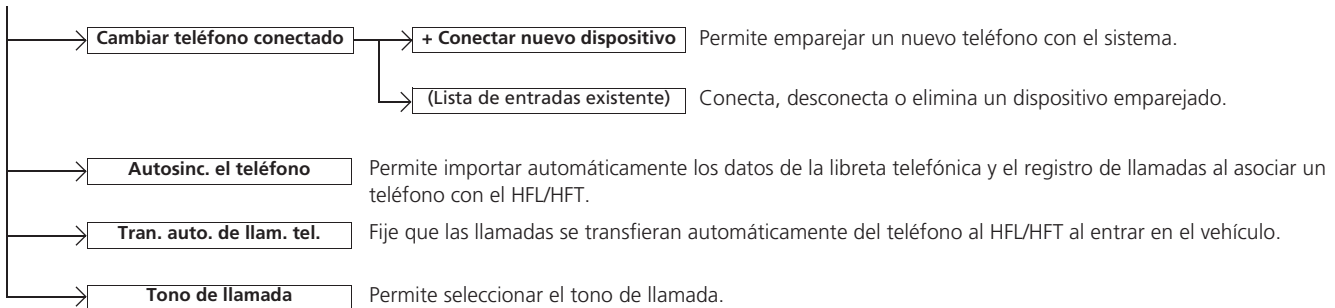 Cambiar teléfono conectado
+ Conectar nuevo dispositivo
Permite emparejar un nuevo teléfono con el sistema.
(Lista de entradas existente)
Conecta, desconecta o elimina un dispositivo emparejado.
Autosinc. el teléfono
Permite importar automáticamente los datos de la libreta telefónica y el registro de llamadas al asociar un
teléfono con el HFL/HFT.
Tran. auto. de llam. tel.
Fije que las llamadas se transfieran automáticamente del teléfono al HFL/HFT al entrar en el vehículo.
Tono de llamada
Permite seleccionar el tono de llamada.